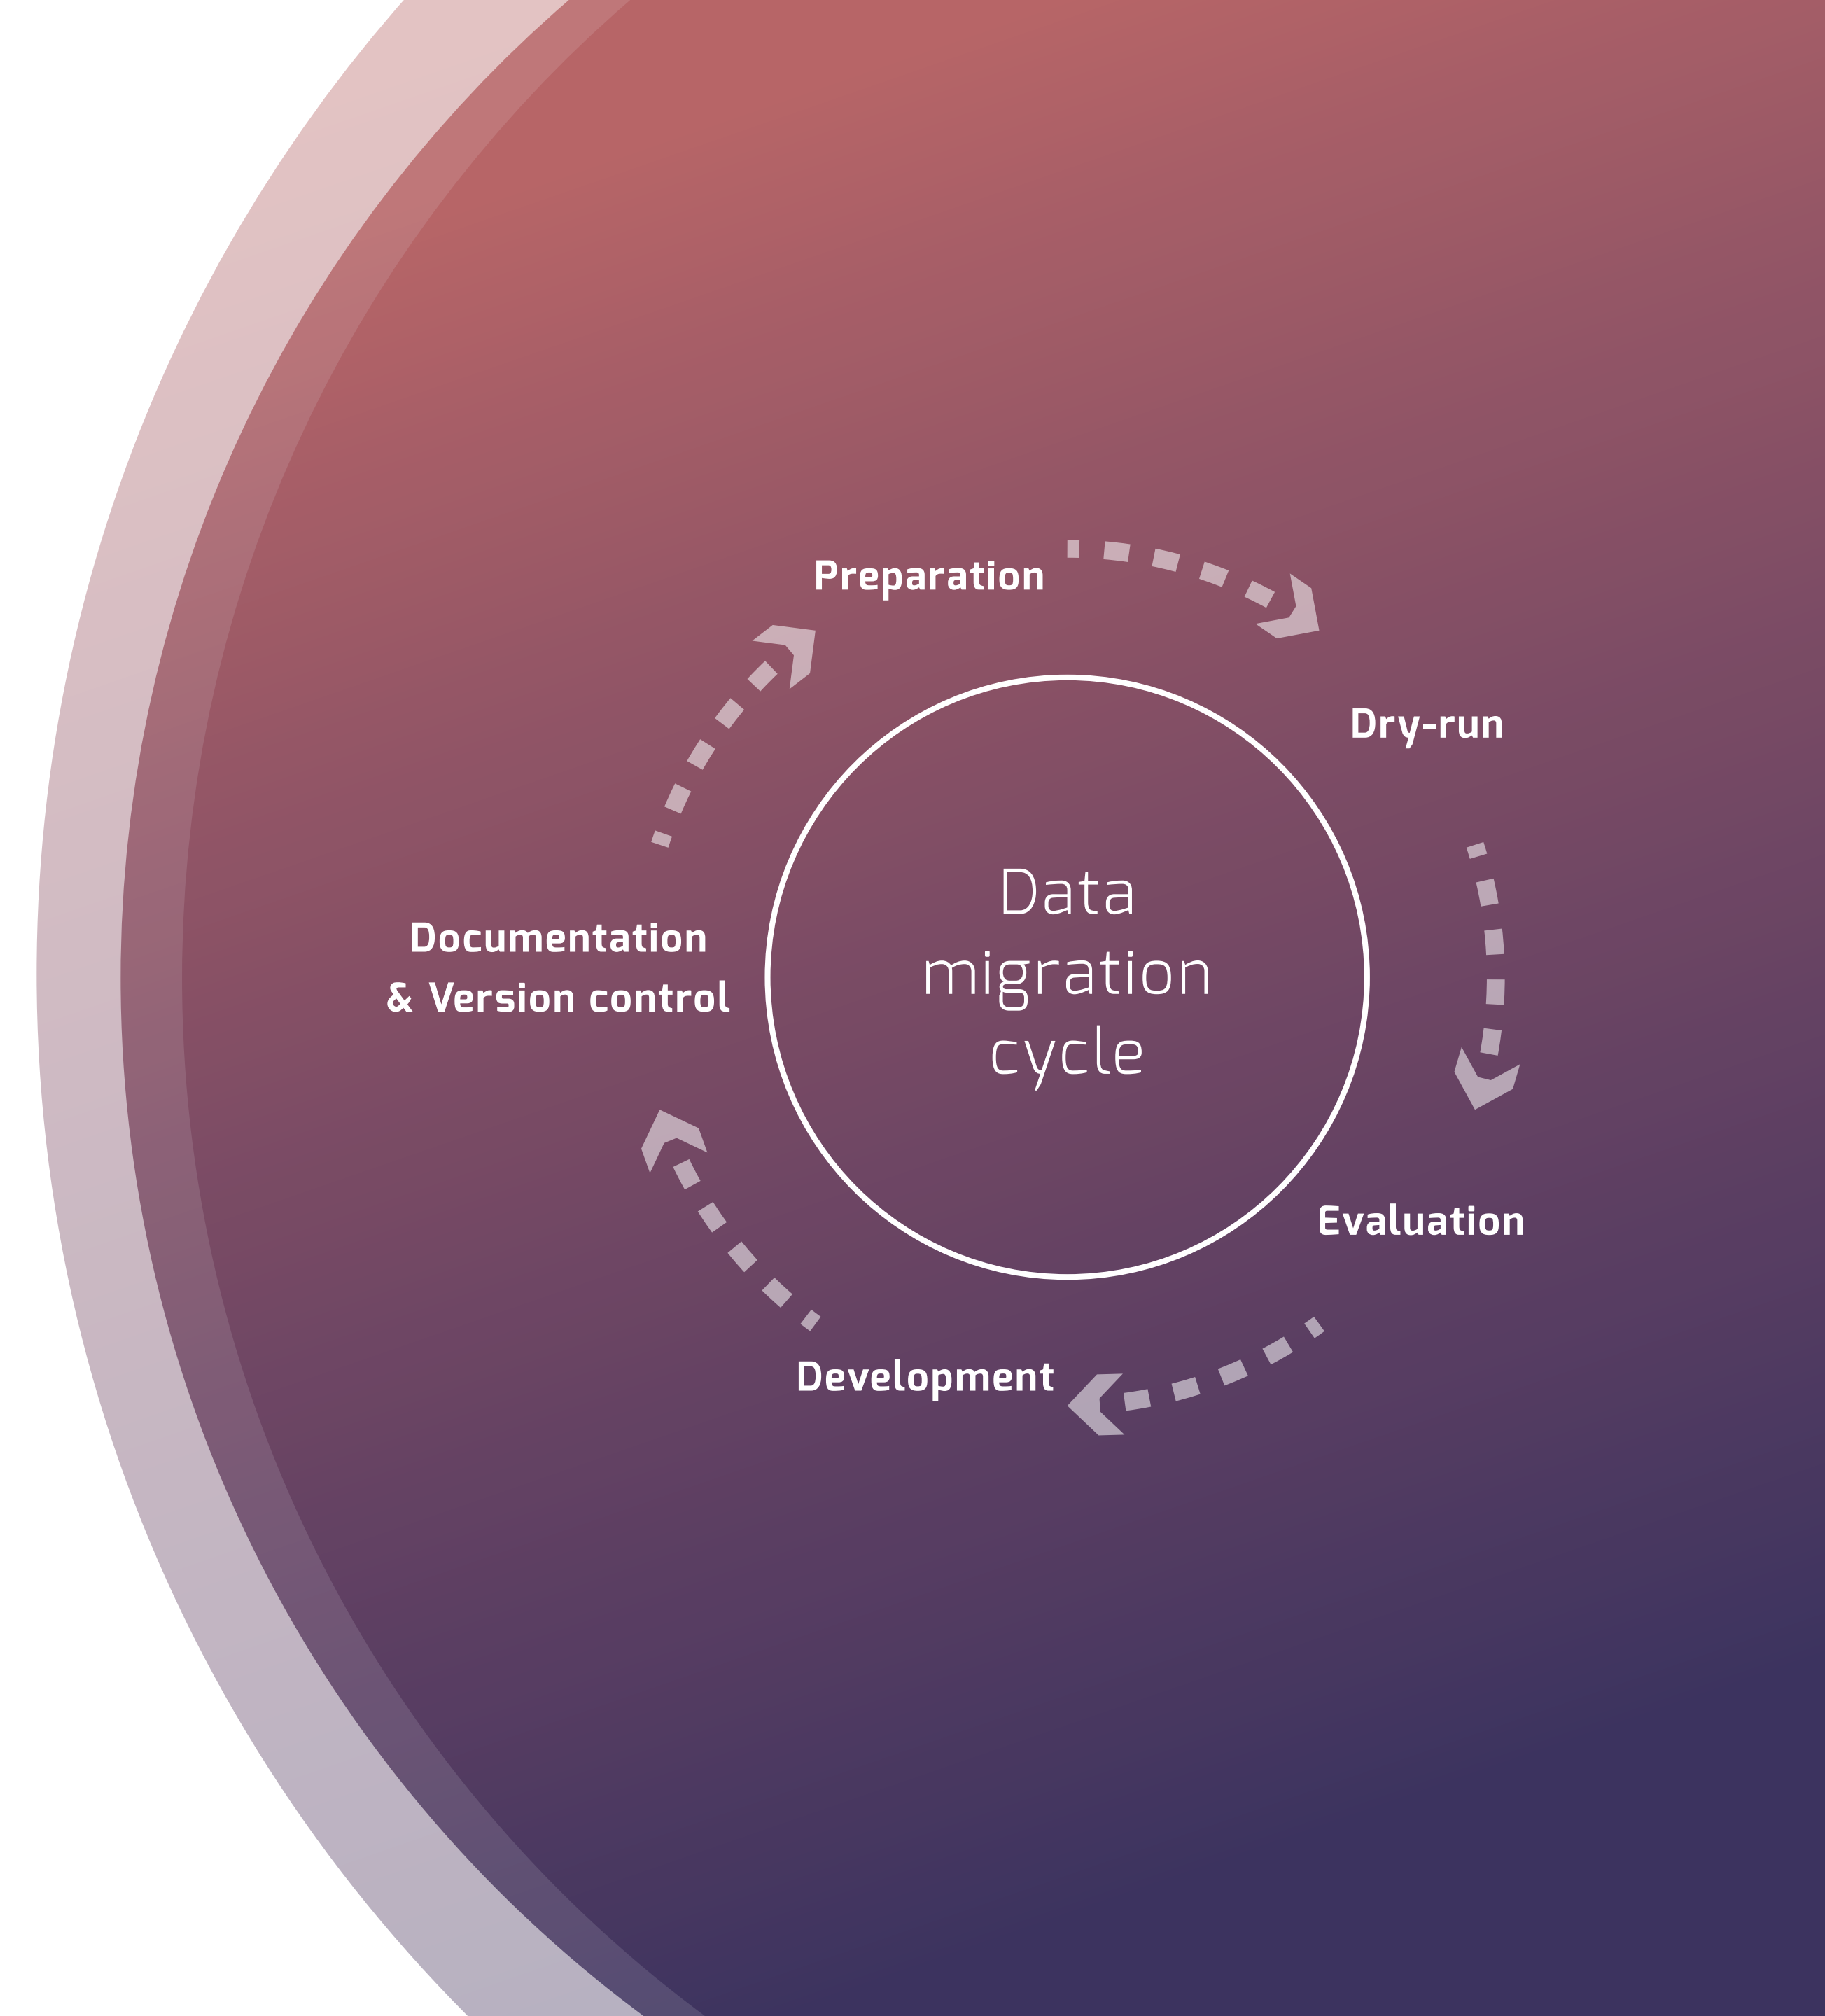 Preparation
Dry-run
Data
migration
cycle
Documentation
& Version control
Evaluation
Development